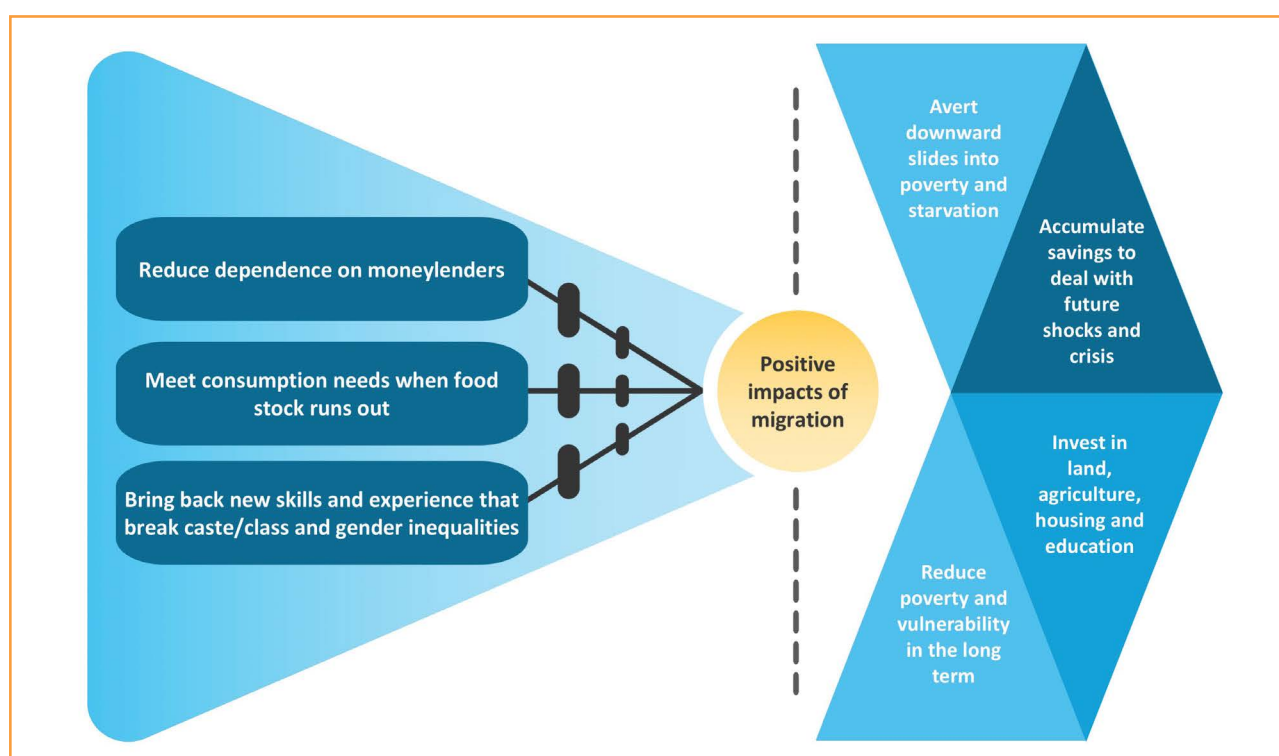 Reduce dependence on moneylenders
Meet consumption needs when food
stock runs out
Bring back new skills and experience that
break caste/class and gender inequalities
Positive
impacts of
migration
Avert
downward
slides into
poverty and
starvation
Accumulate
savings to
deal with
future
shocks and
crisis
Invest in
land,
agriculture,
housing and
education
Reduce
poverty and
vulnerability
in the long
term